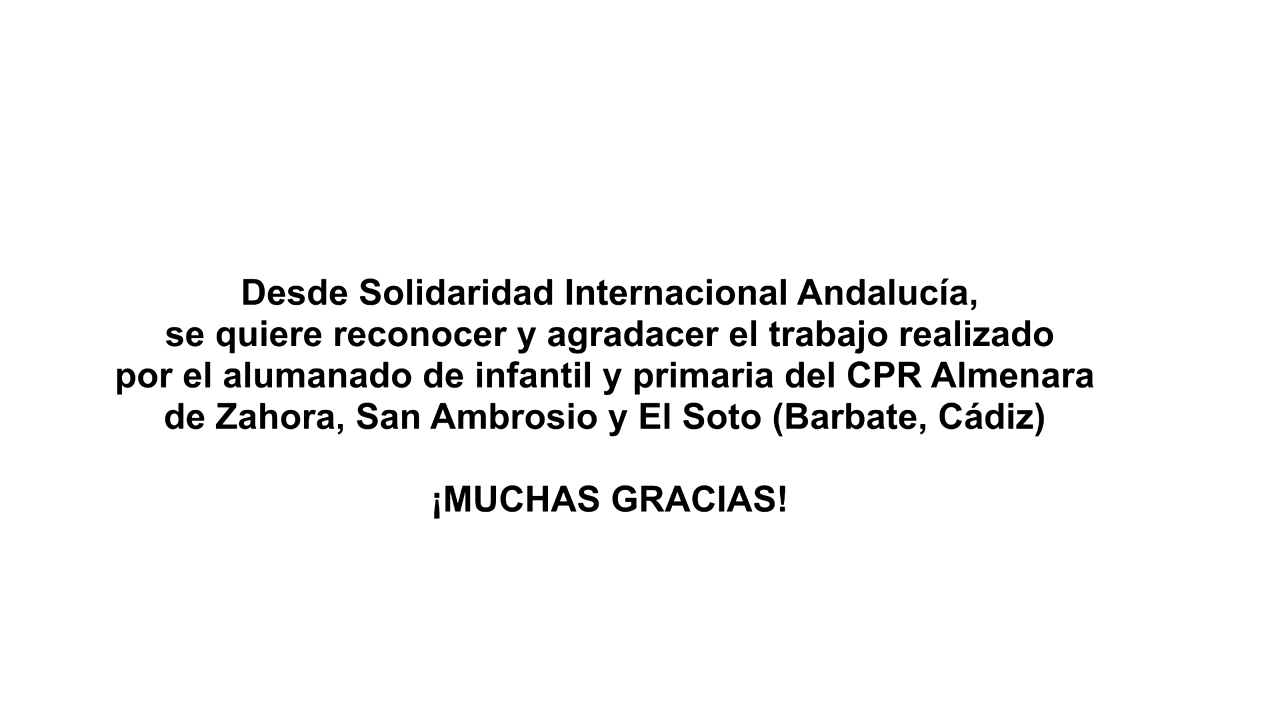 Desde Solidaridad Internacional Andalucía,
se quiere reconocer y agradacer el trabajo realizado
por el alumanado de infantil y primaria del CPR Almenara
de Zahora, San Ambrosio y El Soto (Barbate, Cádiz)
¡MUCHAS GRACIAS!